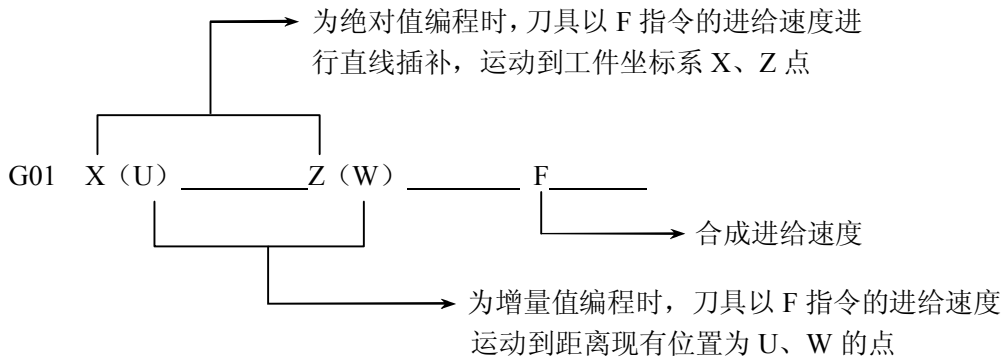 为绝对值编程时，刀具以 F 指令的进给速度进
行直线插补，运动到工件坐标系 X、Z 点
G01 X（U）______Z（W）______ F______
合成进给速度
为增量值编程时，刀具以 F 指令的进给速度
运动到距离现有位置为 U、W 的点